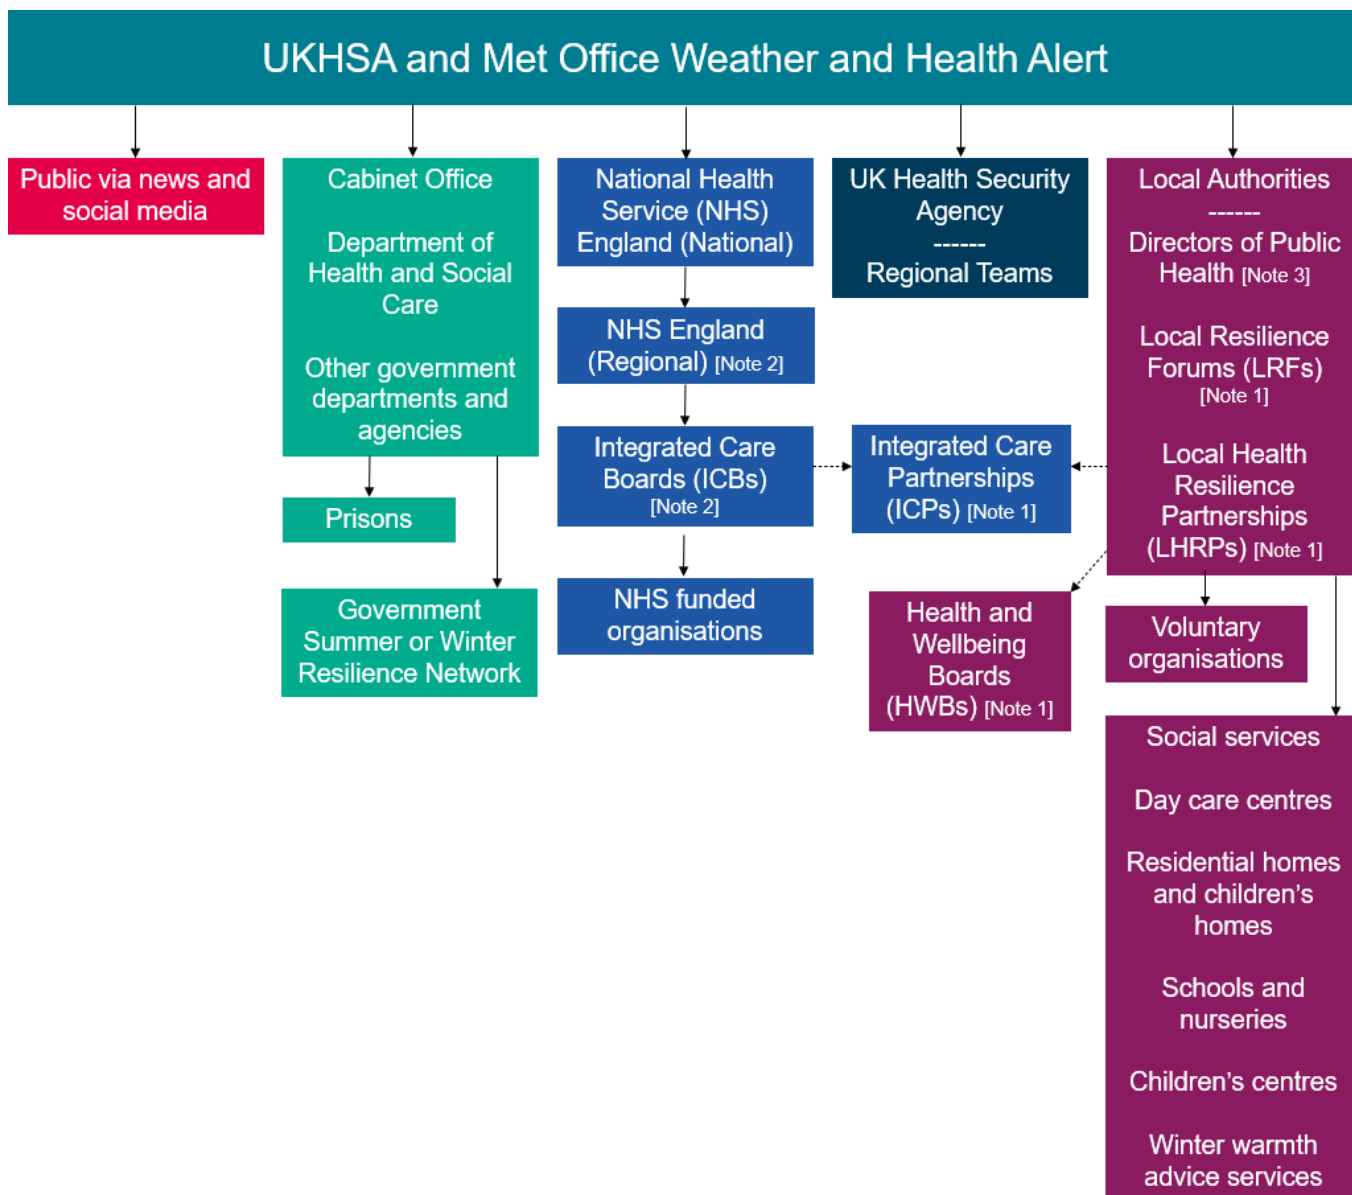 UKHSA and Met Office Weather and Health Alert
Public via news and
social media
Cabinet Office
Department of
Health and Social
Care
Other government
departments and
agencies
Prisons
Government
Summer or Winter
Resilience Network
National Health
Service (NHS)
England (National)
NHS England
(Regional) [Note 2]
Integrated Care
Boards (ICBs)
[Note 2]
NHS funded
organisations
UK Health Security
Agency
------
Regional Teams
Integrated Care
Partnerships
(ICPs) [Note 1]
Health and
Wellbeing
Boards
(HWBs) [Note 1]
Local Authorities
------
Directors of Public
Health [Note 3]
Local Resilience
Forums (LRFs)
[Note 1]
Local Health
Resilience
Partnerships
(LHRPs) [Note 1]
Voluntary
organisations
Social services
Day care centres
Residential homes
and children’s
homes
Schools and
nurseries
Children’s centres
Winter warmth
advice services